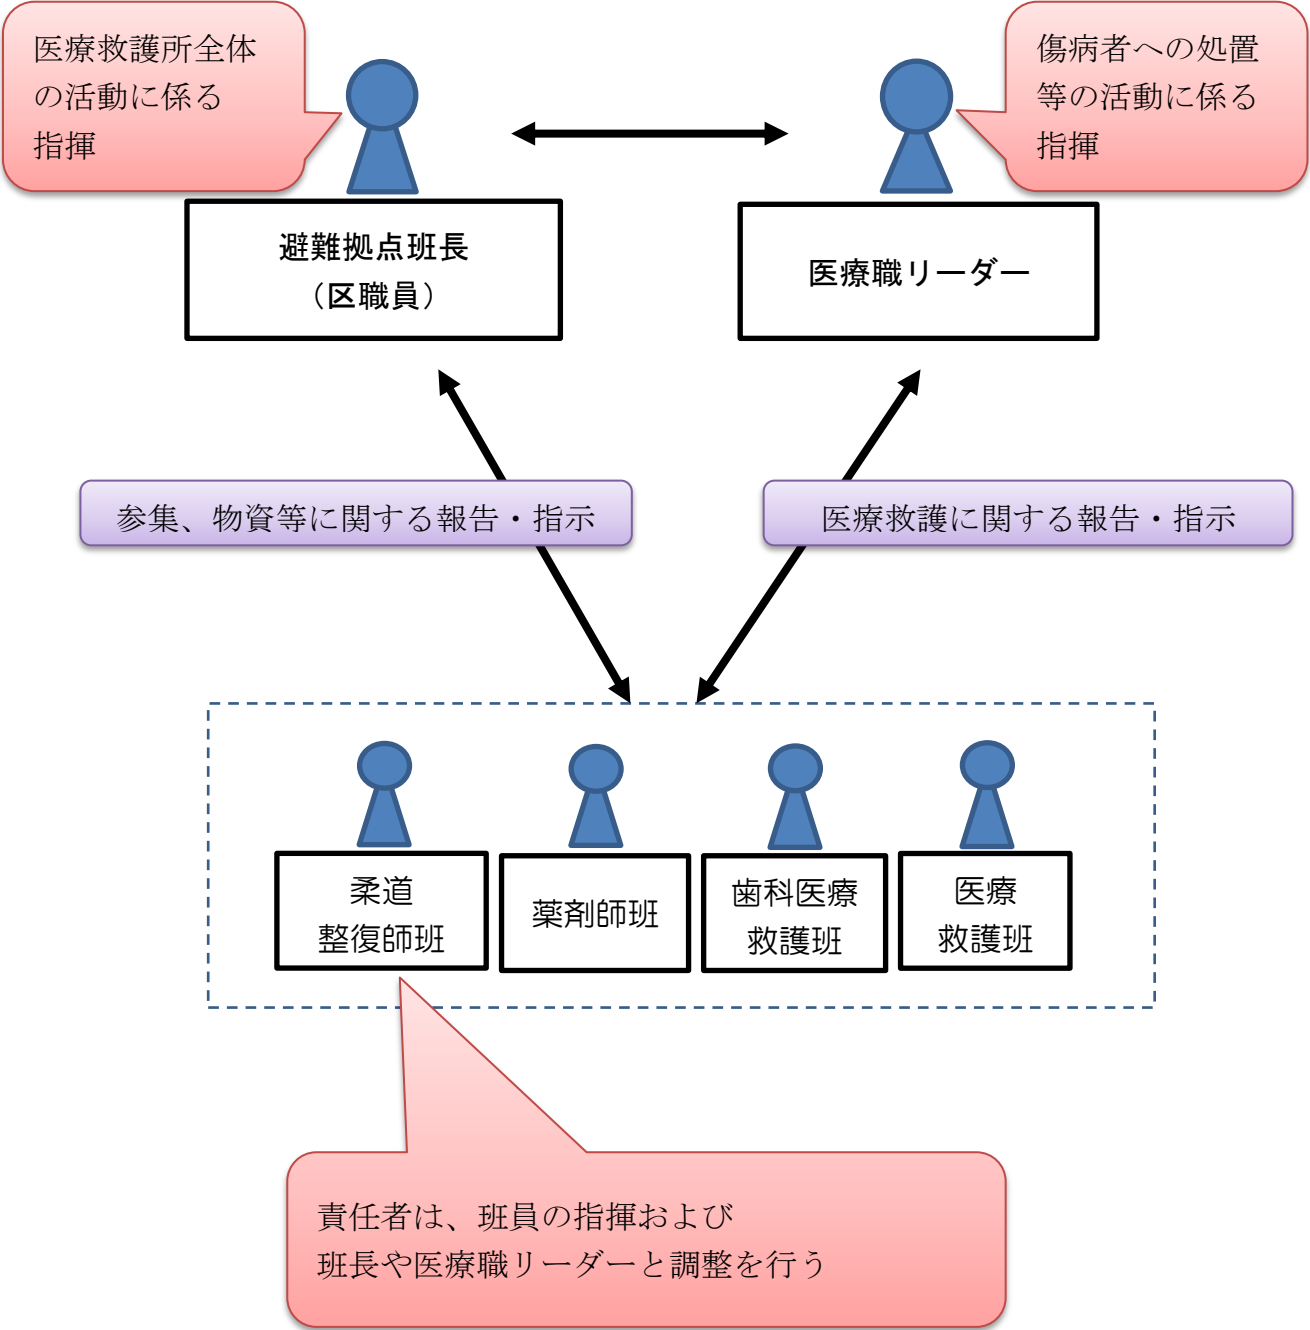 医療救護所全体
の活動に係る
指揮
傷病者への処置
等の活動に係る
指揮
避難拠点班長
（区職員）
医療職リーダー
参集、物資等に関する報告・指示
医療救護に関する報告・指示
柔道
整復師班
薬剤師班
歯科医療
救護班
医療
救護班
責任者は、班員の指揮および
班長や医療職リーダーと調整を行う